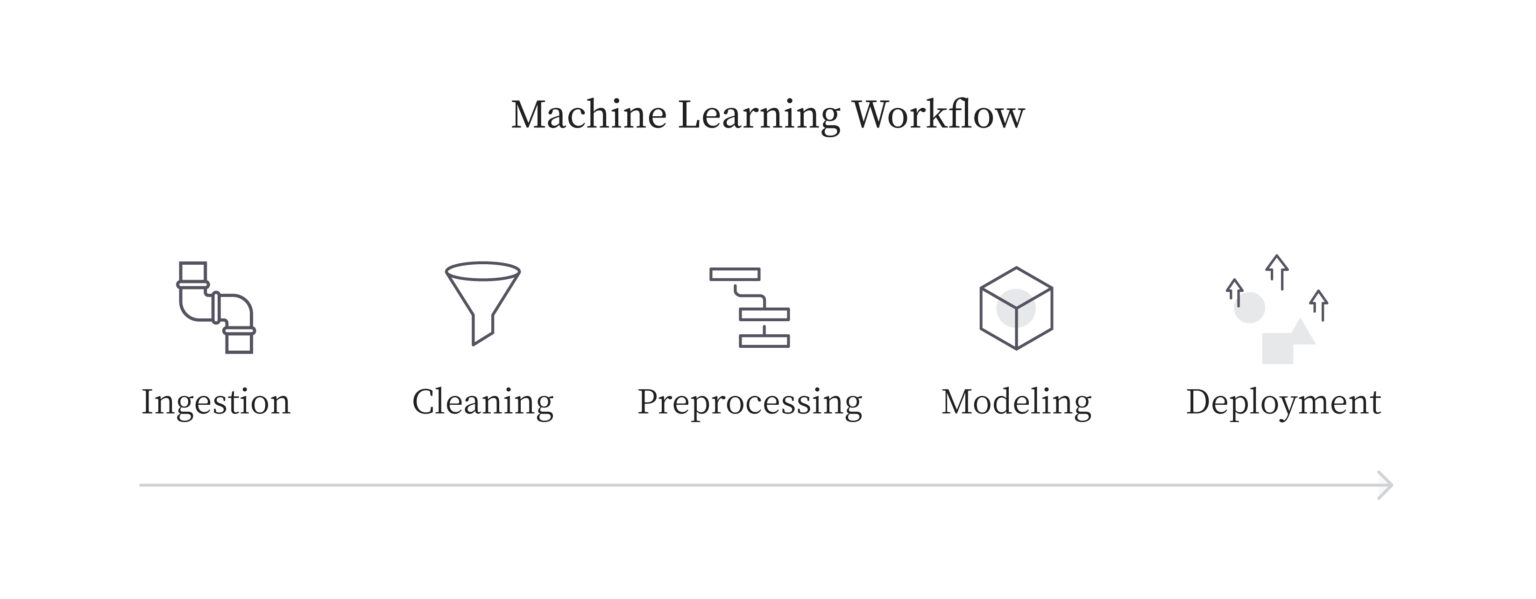 Machine Learning Workflow
Ingestion
Cleaning
Preprocessing
Modeling
Deployment